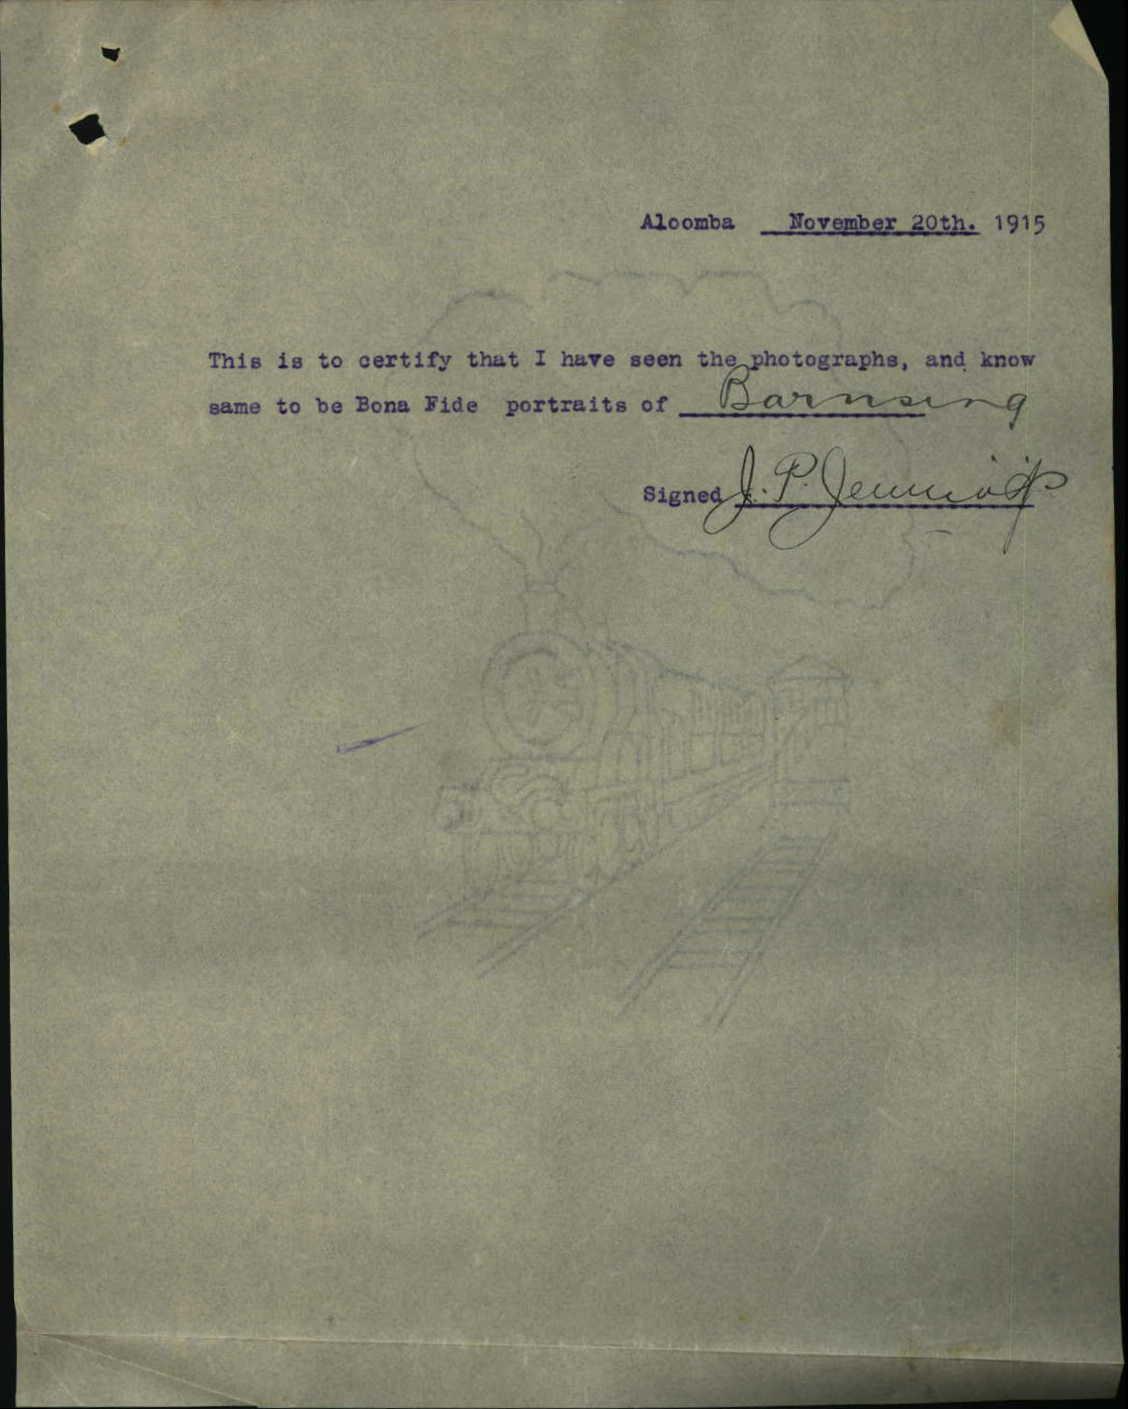 Aloomba November 20th. 1915
This is to certify that I have seen the photographs, and know
same to be Bona Fide portraits of Barnsing
Signed J. P. Jennings